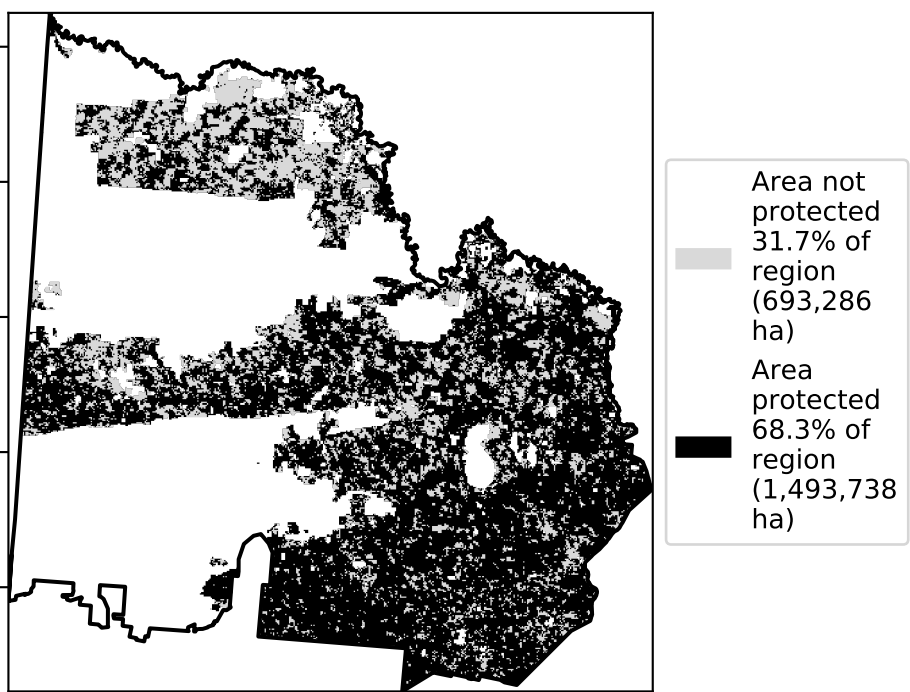 Area not
protected
31.7% of
region
(693,286
ha)
Area
protected
68.3% of
region
(1,493,738
ha)